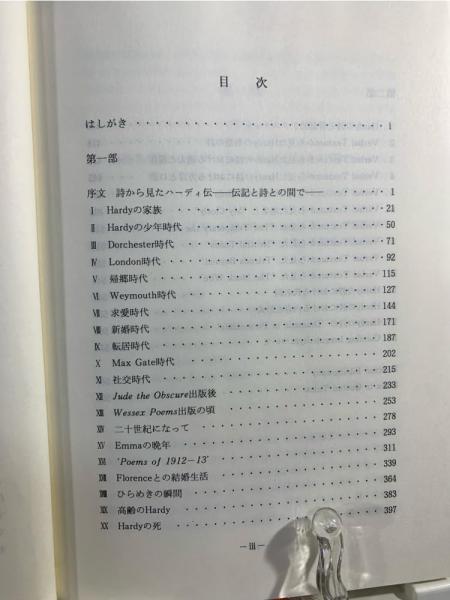 目次
はしがき ････････････････････････ i
第一部
序文 詩から見たハーディ伝――伝記と詩との間で―― ･･････ 1
Ⅰ Hardyの家族 ････････････････････ 21
Ⅱ Hardyの少年時代 ････････････････････ 50
Ⅲ Dorchester時代 ････････････････････ 71
Ⅳ London時代 ････････････････････ 92
Ⅴ 帰郷時代 ････････････････････ 115
Ⅵ Weymouth時代 ････････････････････ 127
Ⅶ 求愛時代 ････････････････････ 144
Ⅷ 新婚時代 ････････････････････ 171
Ⅸ 転居時代 ････････････････････ 187
Ⅹ Max Gate時代 ････････････････････ 202
Ⅺ 社交時代 ････････････････････ 215
Ⅻ Jude the Obscure出版後 ････････････････ 233
XIII Wessex Poems出版の頃 ････････････････ 253
XIV 二十世紀になって ････････････････････ 278
XV Emmaの晩年 ････････････････････ 293
XVI ‘Poems of 1912―13’ ････････････････ 311
XVII Florenceとの結婚生活 ････････････････ 339
XVIII ひらめきの瞬間 ････････････････････ 364
XIX 高齢のHardy ････････････････････ 383
XX Hardyの死 ････････････････････ 397
―iii―